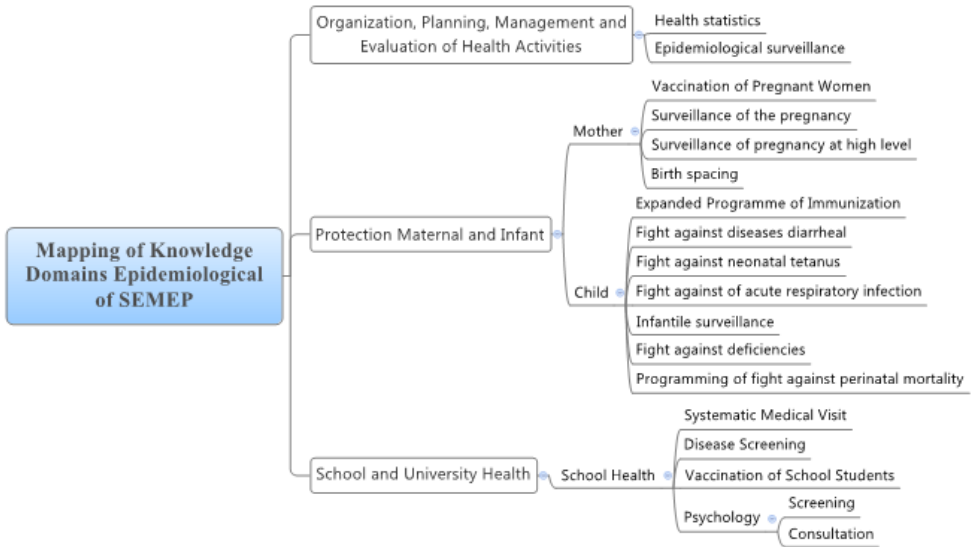 Mapping of Knowledge
Domains Epidemiological
of SEMEP
Organization, Planning, Management and
Evaluation of Health Activities
Health statistics
Epidemiological surveillance
Protection Maternal and Infant
Mother
Vaccination of Pregnant Women
Surveillance of the pregnancy
Surveillance of pregnancy at high level
Birth spacing
Child
Expanded Programme of Immunization
Fight against diseases diarrheal
Fight against neonatal tetanus
Fight against of acute respiratory infection
Infantile surveillance
Fight against deficiencies
Programming of fight against perinatal mortality
School and University Health
School Health
Systematic Medical Visit
Disease Screening
Vaccination of School Students
Psychology
Screening
Consultation